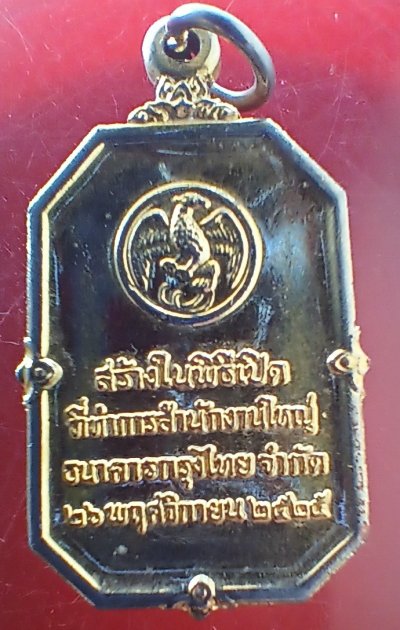 สร้างในพิธีเปิด
ที่ทำการสำนักงานใหญ่
ธนาคารกรุงไทย จำกัด
๒๖ พฤศจิกายน ๒๕๒๕